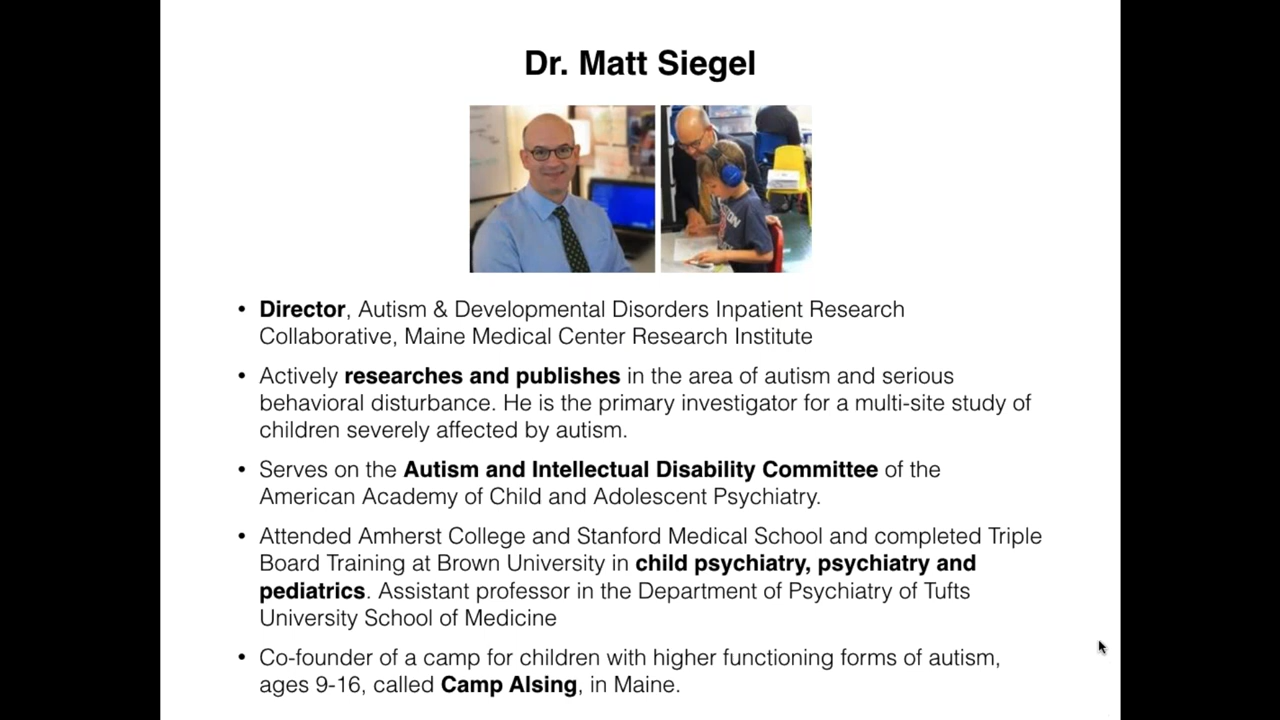 Dr. Matt Siegel
• Director, Autism & Developmental Disorders Inpatient Research
Collaborative, Maine Medical Center Research Institute
• Actively researches and publishes in the area of autism and serious
behavioral disturbance. He is the primary investigator for a multi-site study of
children severely affected by autism.
• Serves on the Autism and Intellectual Disability Committee of the
American Academy of Child and Adolescent Psychiatry.
• Attended Amherst College and Stanford Medical School and completed Triple
Board Training at Brown University in child psychiatry, psychiatry and
pediatrics. Assistant professor in the Department of Psychiatry of Tufts
University School of Medicine
• Co-founder of a camp for children with higher functioning forms of autism,
ages 9-16, called Camp Alsing, in Maine.